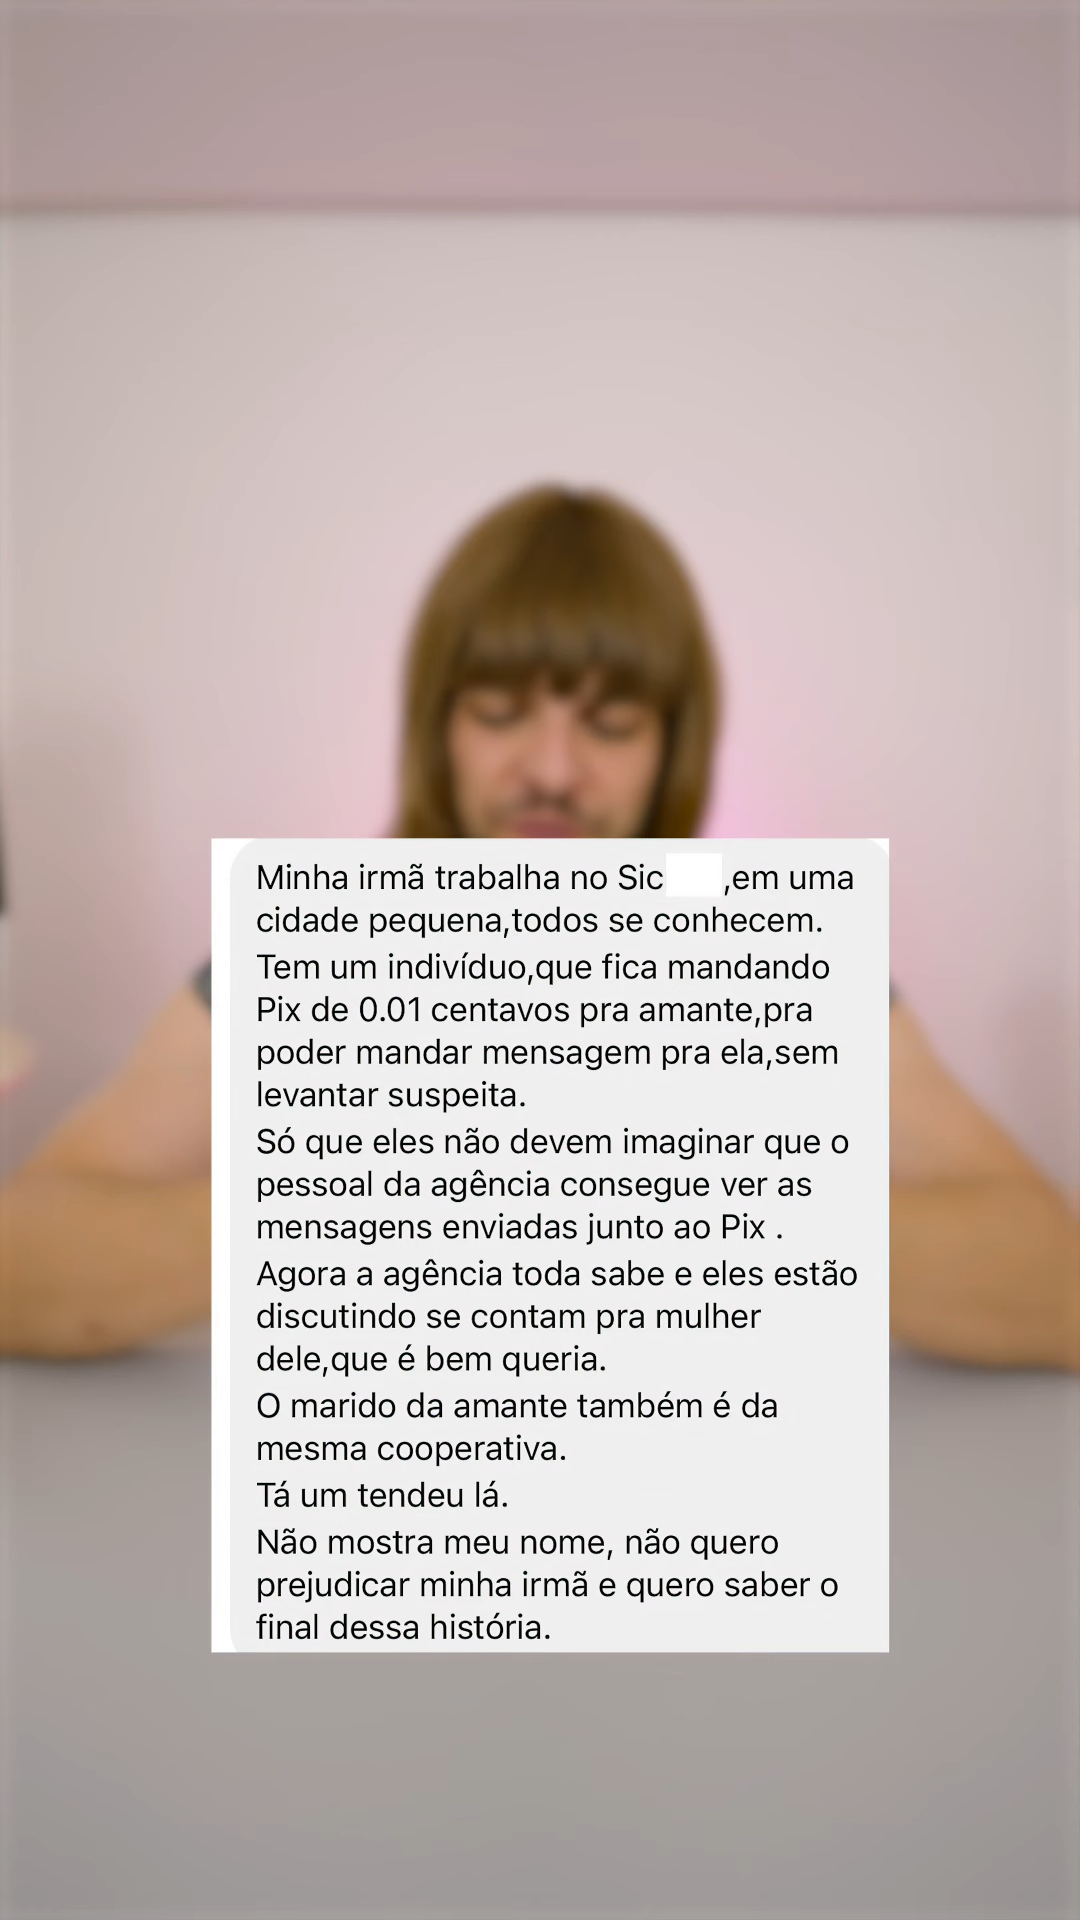 Minha irmã trabalha no Sic ,em uma
cidade pequena,todos se conhecem.
Tem um indivíduo,que fica mandando
Pix de 0.01 centavos pra amante,pra
poder mandar mensagem pra ela,sem
levantar suspeita.
Só que eles não devem imaginar que o
pessoal da agência consegue ver as
mensagens enviadas junto ao Pix .
Agora a agência toda sabe e eles estão
discutindo se contam pra mulher
dele,que é bem queria.
O marido da amante também é da
mesma cooperativa.
Tá um tendeu lá.
Não mostra meu nome, não quero
prejudicar minha irmã e quero saber o
final dessa história.